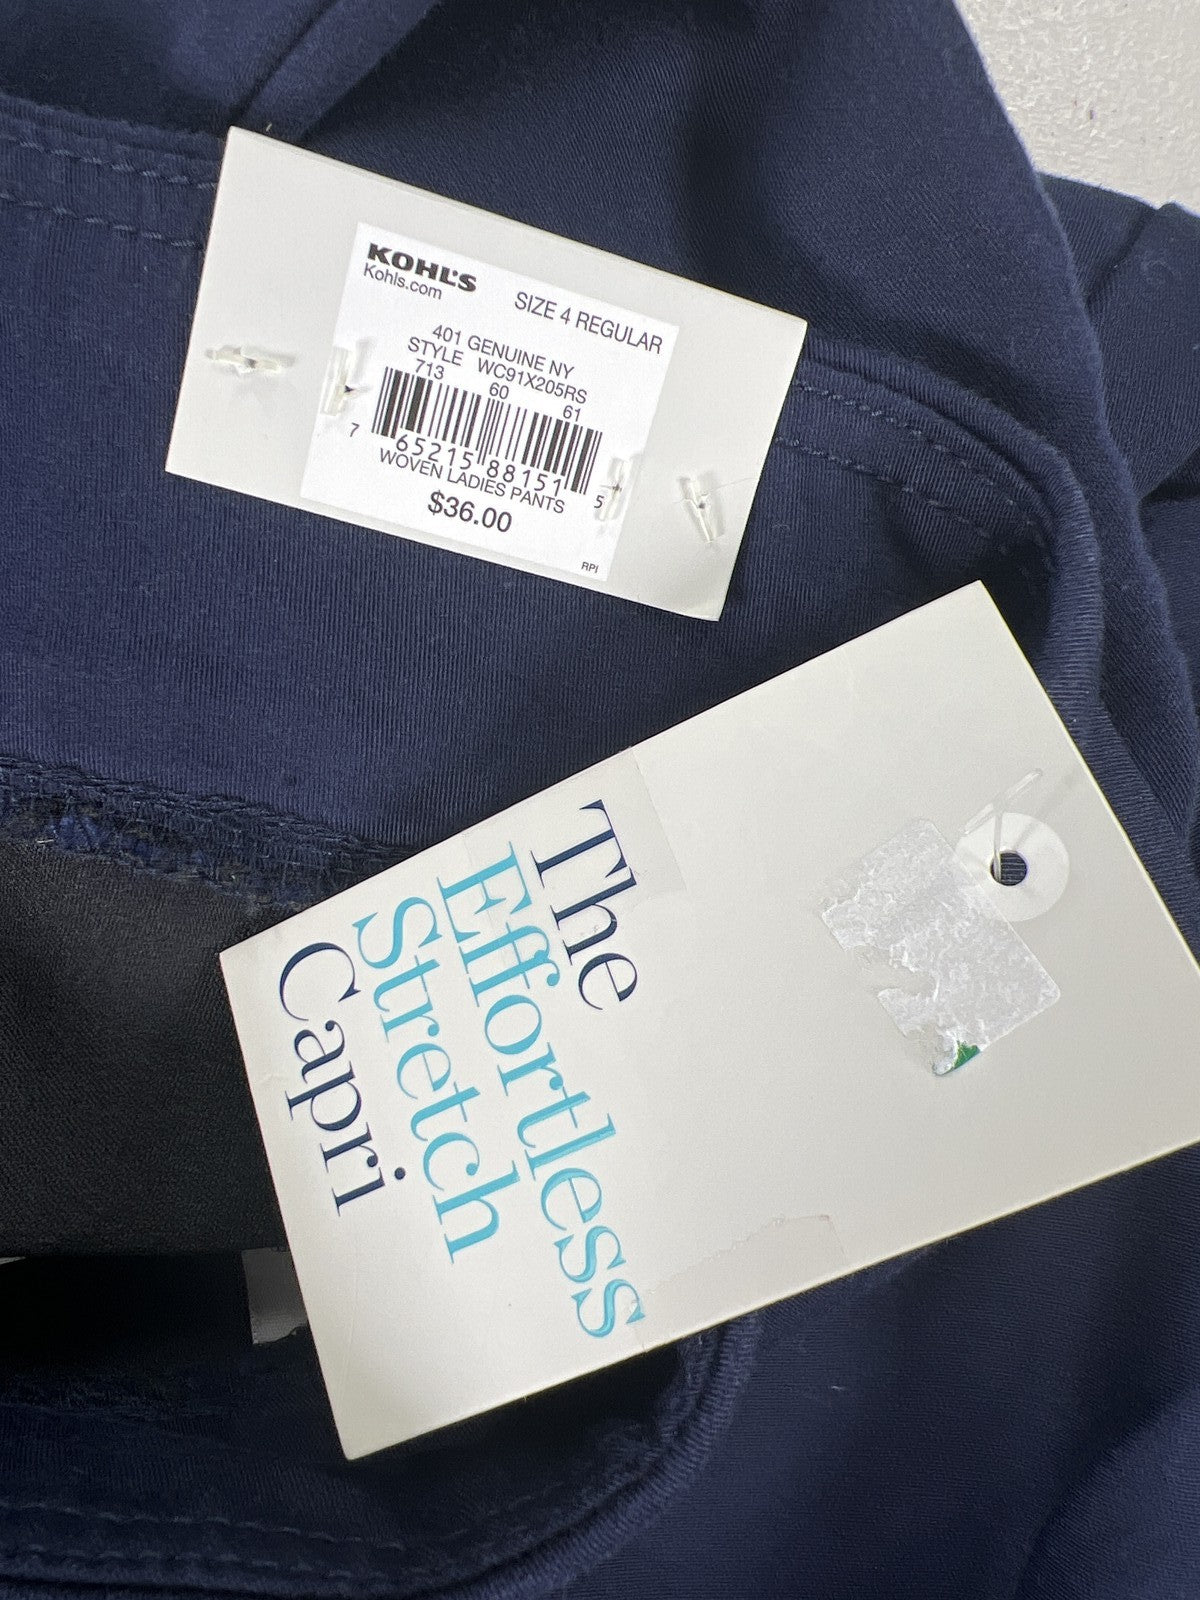 KOHL'S
Kohls.com
SIZE 4 REGULAR
401 GENUINE NY
STYLE WC91X205RS
713 60 61
7 65215 88151 5
WOVEN LADIES PANTS
$36.00
RPI
The
Effortless
Stretch
Capri